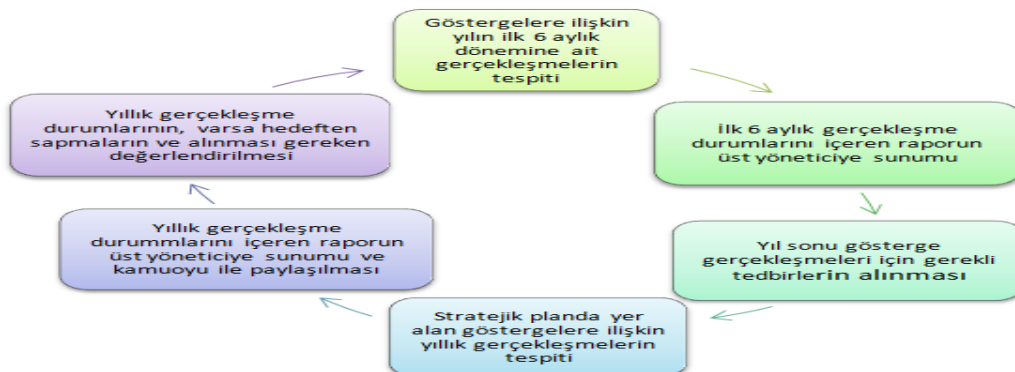 Göstergelere ilişkin
yılın ilk 6 aylık
dönemine ait
gerçekleşmelerin
tespiti
İlk 6 aylık gerçekleşme
durumlarını içeren raporun
üst yöneticiye sunumu
Yıl sonu gösterge
gerçekleşmeleri için gerekli
tedbirlerin alınması
Stratejik planda yer
alan göstergelere ilişkin
yıllık gerçekleşmelerin
tespiti
Yıllık gerçekleşme
durummlarını içeren raporun
üst yöneticiye sunumu ve
kamuoyu ile paylaşılması
Yıllık gerçekleşme
durumlarının, varsa hedeften
sapmaların ve alınması gereken
değerlendirilmesi